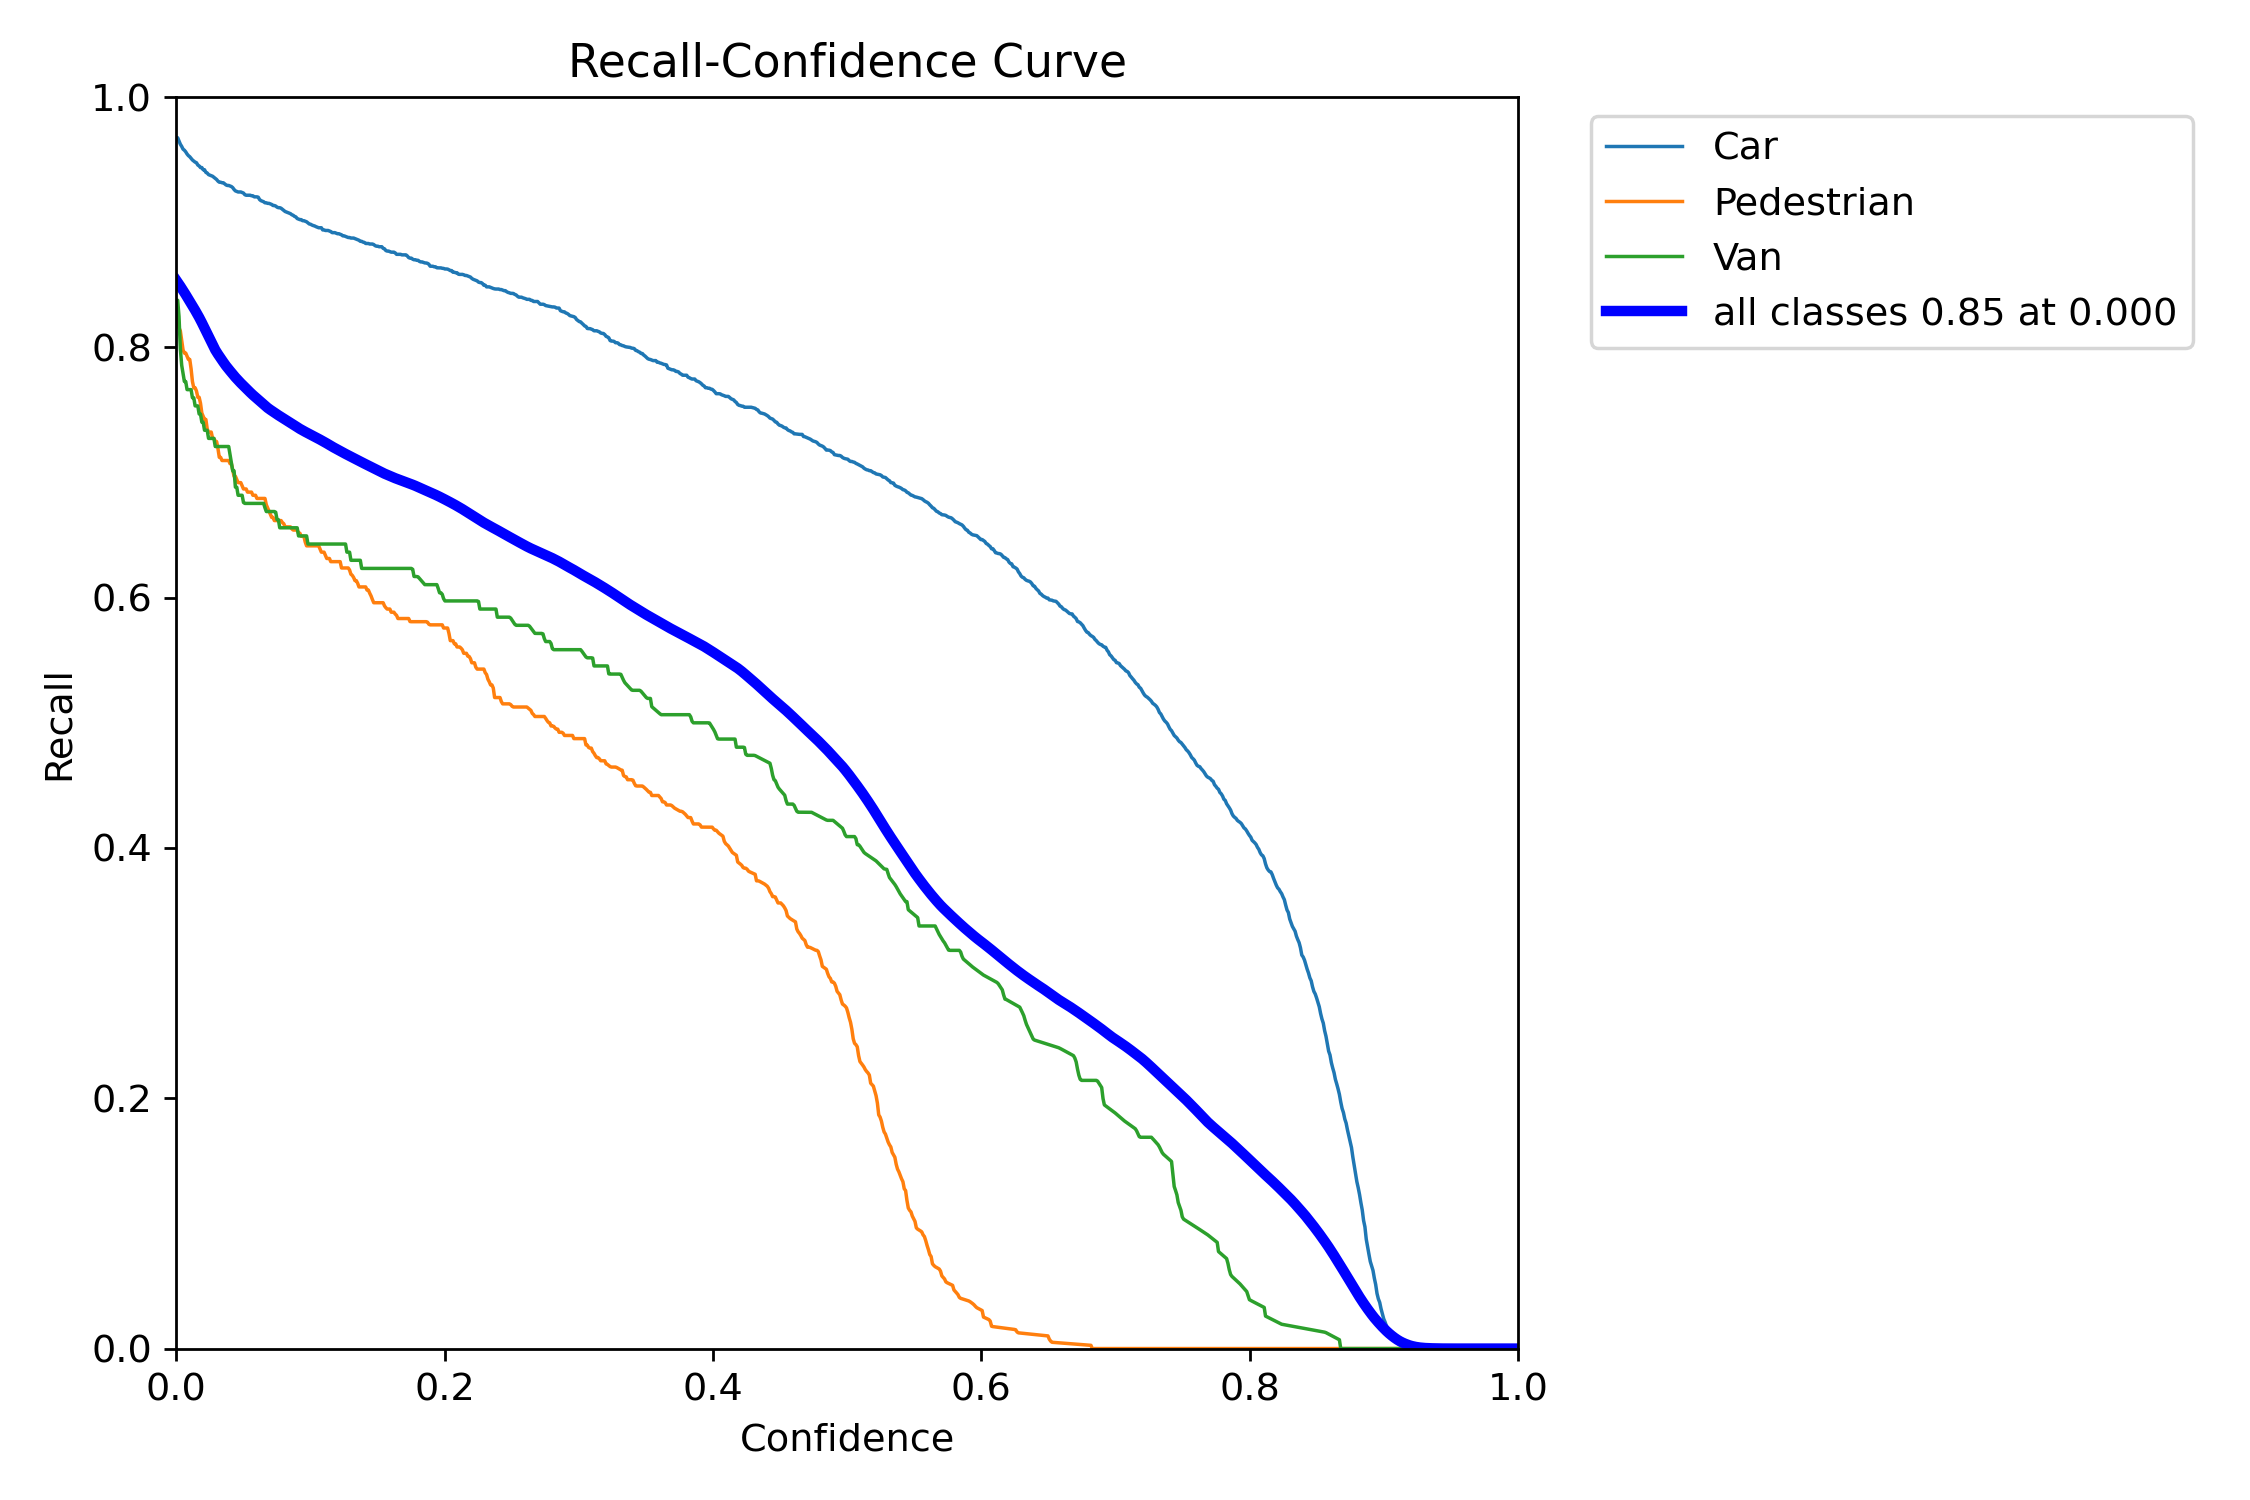 Recall-Confidence Curve
1.0
0.8
0.6
0.4
0.2
0.0
Recall
0.0 0.2 0.4 0.6 0.8 1.0
Confidence
Car
Pedestrian
Van
all classes 0.85 at 0.000